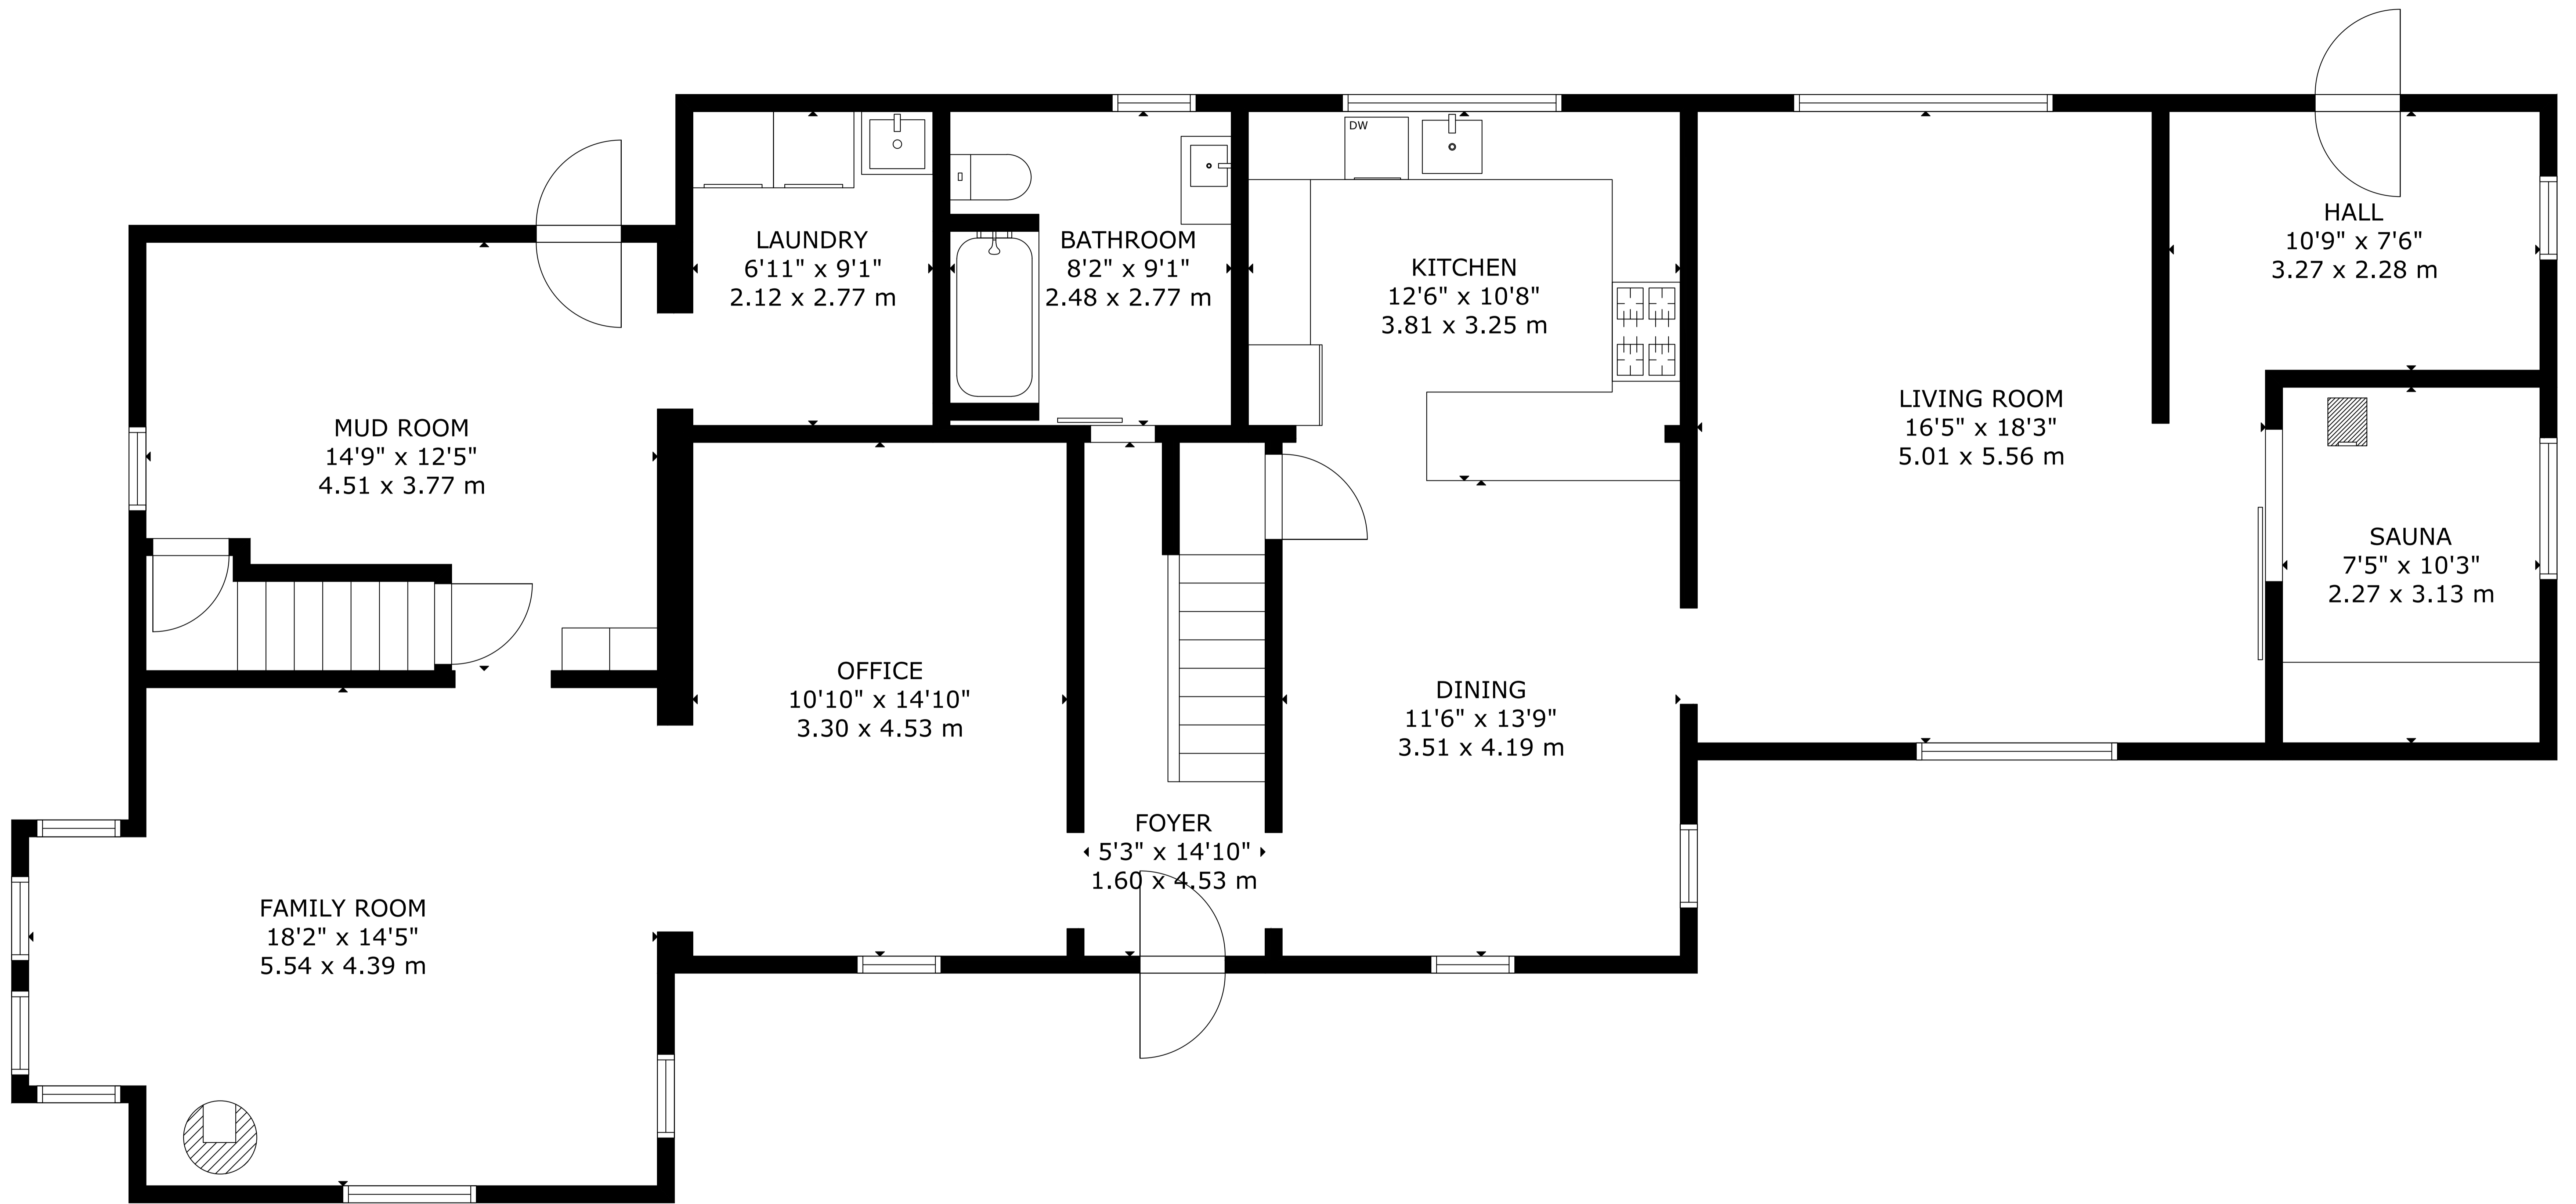 DW
HALL
10'9" x 7'6"
3.27 x 2.28 m
LAUNDRY
6'11" x 9'1"
2.12 x 2.77 m
BATHROOM
8'2" x 9'1"
2.48 x 2.77 m
KITCHEN
12'6" x 10'8"
3.81 x 3.25 m
MUD ROOM
14'9" x 12'5"
4.51 x 3.77 m
LIVING ROOM
16'5" x 18'3"
5.01 x 5.56 m
SAUNA
7'5" x 10'3"
2.27 x 3.13 m
OFFICE
10'10" x 14'10"
3.30 x 4.53 m
DINING
11'6" x 13'9"
3.51 x 4.19 m
FOYER
5'3" x 14'10"
1.60 x 4.53 m
FAMILY ROOM
18'2" x 14'5"
5.54 x 4.39 m